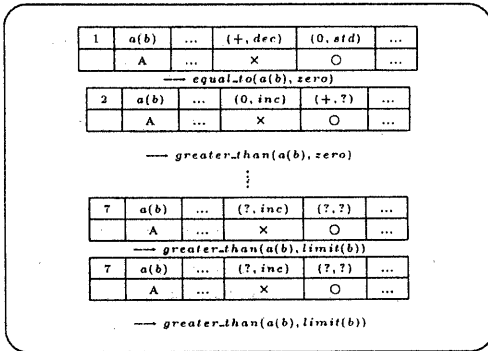 1 a(b) ... (+, dec) (0, std) ...
A ... × ○ ...
⟶ equal_to(a(b), zero)
2 a(b) ... (0, inc) (+, ?) ...
A ... × ○ ...
⟶ greater_than(a(b), zero)
⋮
7 a(b) ... (?, inc) (?, ?) ...
A ... × ○ ...
⟶ greater_than(a(b), limit(b))
7 a(b) ... (?, inc) (?, ?) ...
A ... × ○ ...
⟶ greater_than(a(b), limit(b))